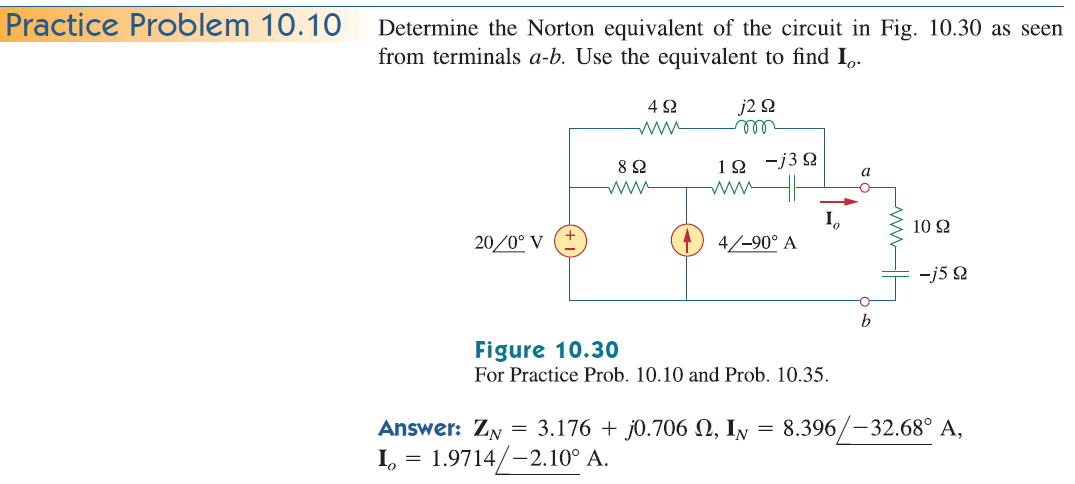 Practice Problem 10.10
Determine the Norton equivalent of the circuit in Fig. 10.30 as seen
from terminals a-b. Use the equivalent to find Iₒ.
4 Ω
j2 Ω
8 Ω
1 Ω
−j3 Ω
a
Iₒ
10 Ω
20∠0° V
+
−
4∠−90° A
−j5 Ω
b
Figure 10.30
For Practice Prob. 10.10 and Prob. 10.35.
Answer: Z_N = 3.176 + j0.706 Ω, I_N = 8.396∠−32.68° A,
Iₒ = 1.9714∠−2.10° A.